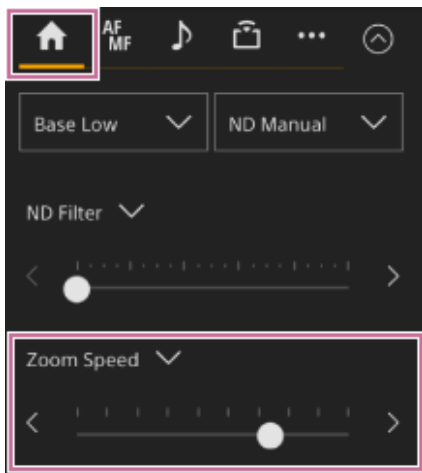 AF
MF
Base Low
ND Manual
ND Filter
Zoom Speed